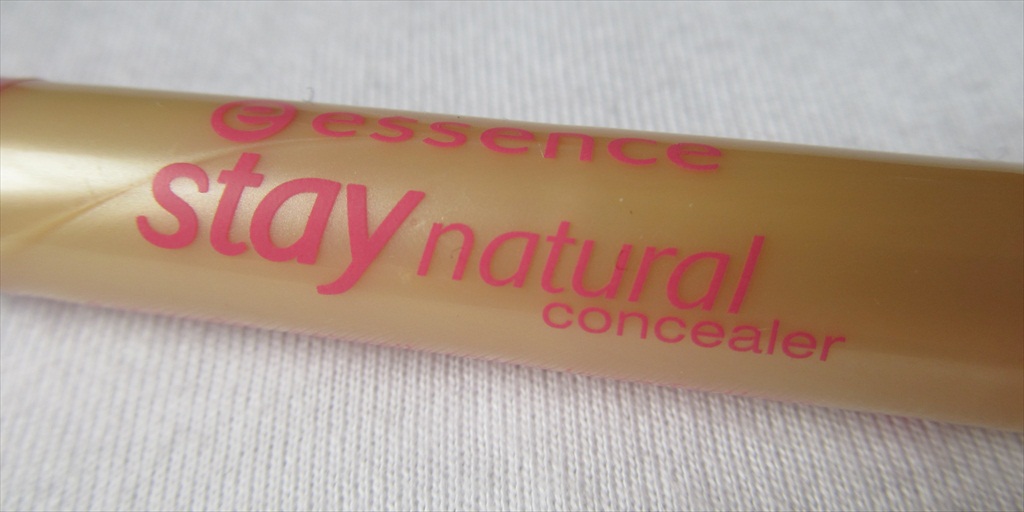 e essence
stay natural
concealer